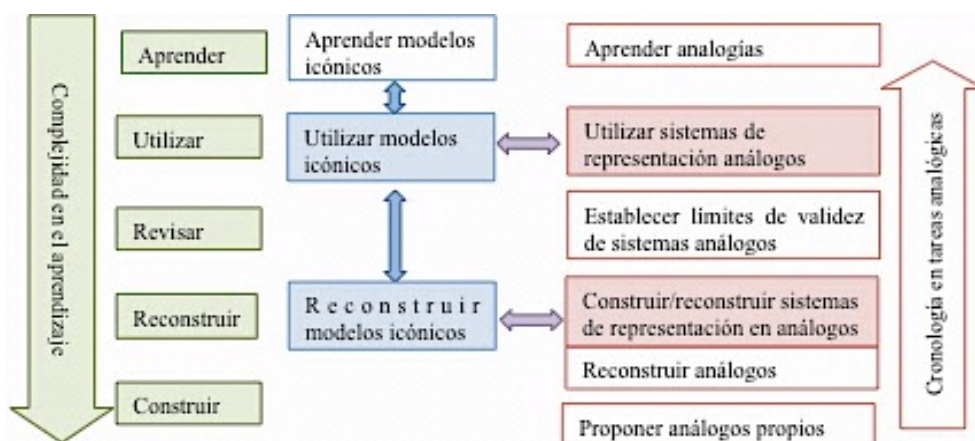 Complejidad en el aprendizaje
Aprender
Utilizar
Revisar
Reconstruir
Construir
Aprender modelos
icónicos
Utilizar modelos
icónicos
Reconstruir
modelos icónicos
Aprender analogías
Utilizar sistemas de
representación análogos
Establecer límites de validez
de sistemas análogos
Construir/reconstruir sistemas
de representación en análogos
Reconstruir análogos
Proponer análogos propios
Cronología en tareas analógicas